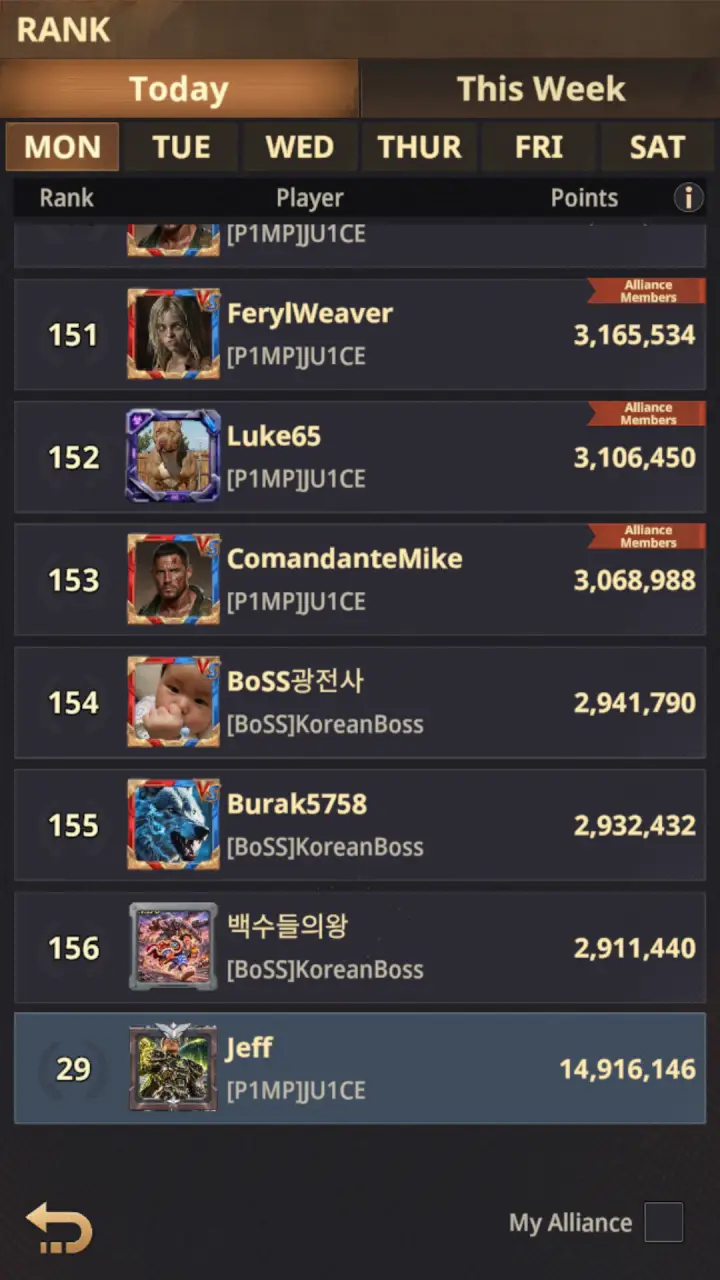 RANK
Today
This Week
MON
TUE
WED
THUR
FRI
SAT
Rank
Player
Points
[P1MP]JU1CE
151
FerylWeaver
[P1MP]JU1CE
Alliance
Members
3,165,534
152
Luke65
[P1MP]JU1CE
Alliance
Members
3,106,450
153
ComandanteMike
[P1MP]JU1CE
Alliance
Members
3,068,988
154
BoSS광전사
[BoSS]KoreanBoss
2,941,790
155
Burak5758
[BoSS]KoreanBoss
2,932,432
156
백수들의왕
[BoSS]KoreanBoss
2,911,440
29
Jeff
[P1MP]JU1CE
14,916,146
My Alliance